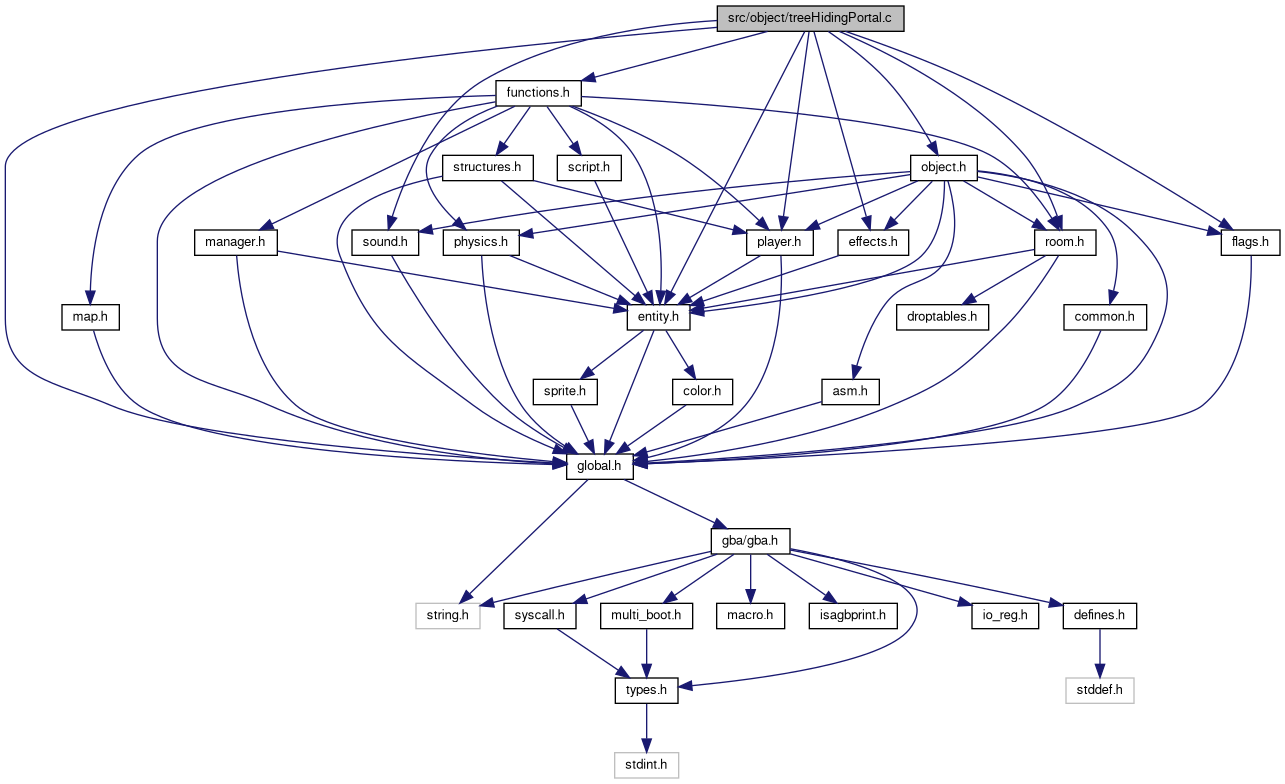 src/object/treeHidingPortal.c
functions.h
structures.h
script.h
object.h
manager.h
sound.h
physics.h
player.h
effects.h
room.h
flags.h
map.h
entity.h
droptables.h
common.h
sprite.h
color.h
asm.h
global.h
gba/gba.h
string.h
syscall.h
multi_boot.h
macro.h
isagbprint.h
io_reg.h
defines.h
types.h
stddef.h
stdint.h